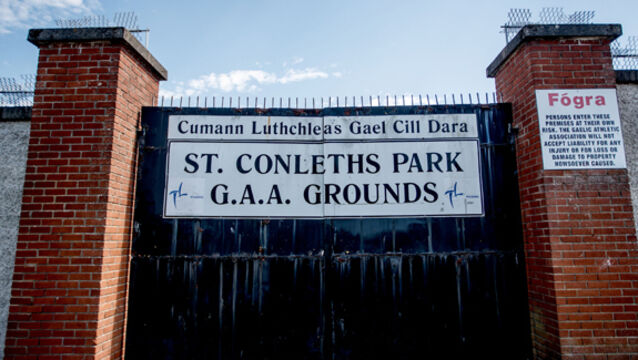 Cumann Luthchleas Gael Cill Dara
ST. CONLETHS PARK
G.A.A. GROUNDS
Fógra
PERSONS ENTER THESE
PREMISES AT THEIR OWN
RISK. THE GAELIC ATHLETIC
ASSOCIATION WILL NOT
ACCEPT LIABILITY FOR ANY
INJURY OR FOR LOSS OR
DAMAGE TO PROPERTY
HOWSOEVER CAUSED.